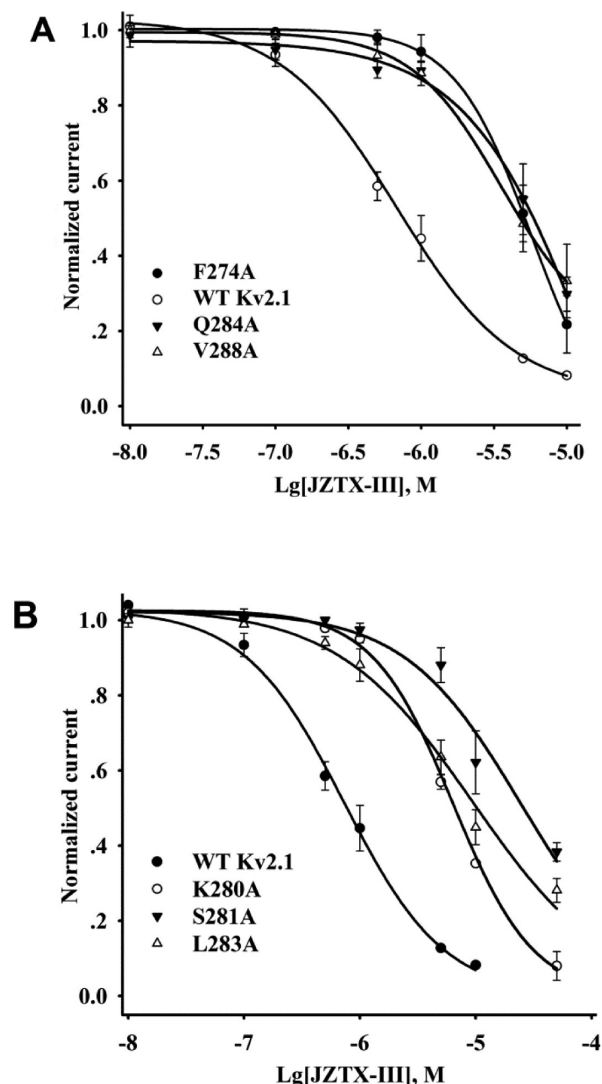 A
Normalized current
1.0
.8
.6
.4
.2
0.0
F274A
WT Kv2.1
Q284A
V288A
-8.0 -7.5 -7.0 -6.5 -6.0 -5.5 -5.0
Lg[JZTX-III], M
B
Normalized current
1.0
.8
.6
.4
.2
0.0
WT Kv2.1
K280A
S281A
L283A
-8 -7 -6 -5 -4
Lg[JZTX-III], M